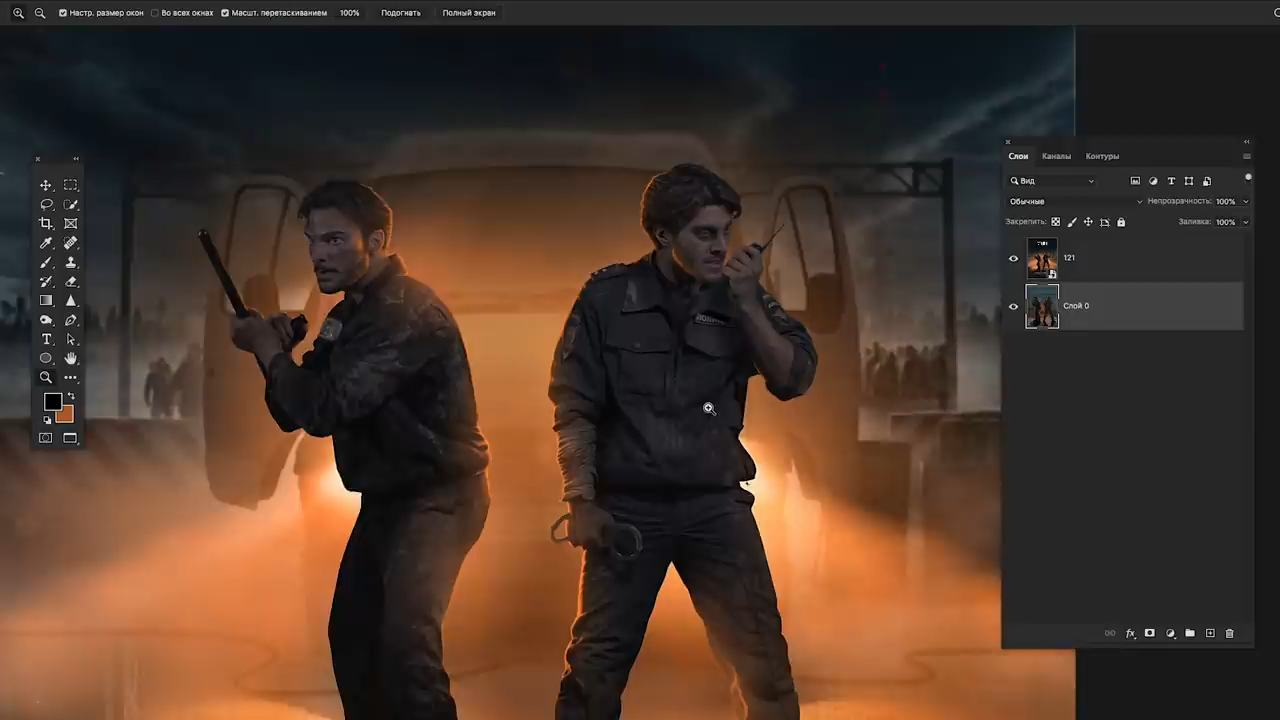 Настр. размер окон Во всех окнах Масшт. перетаскиванием 100% Подогнать Полный экран
Слои Каналы Контуры
Вид
Обычные Непрозрачность: 100%
Закрепить: Заливка: 100%
121
Слой 0